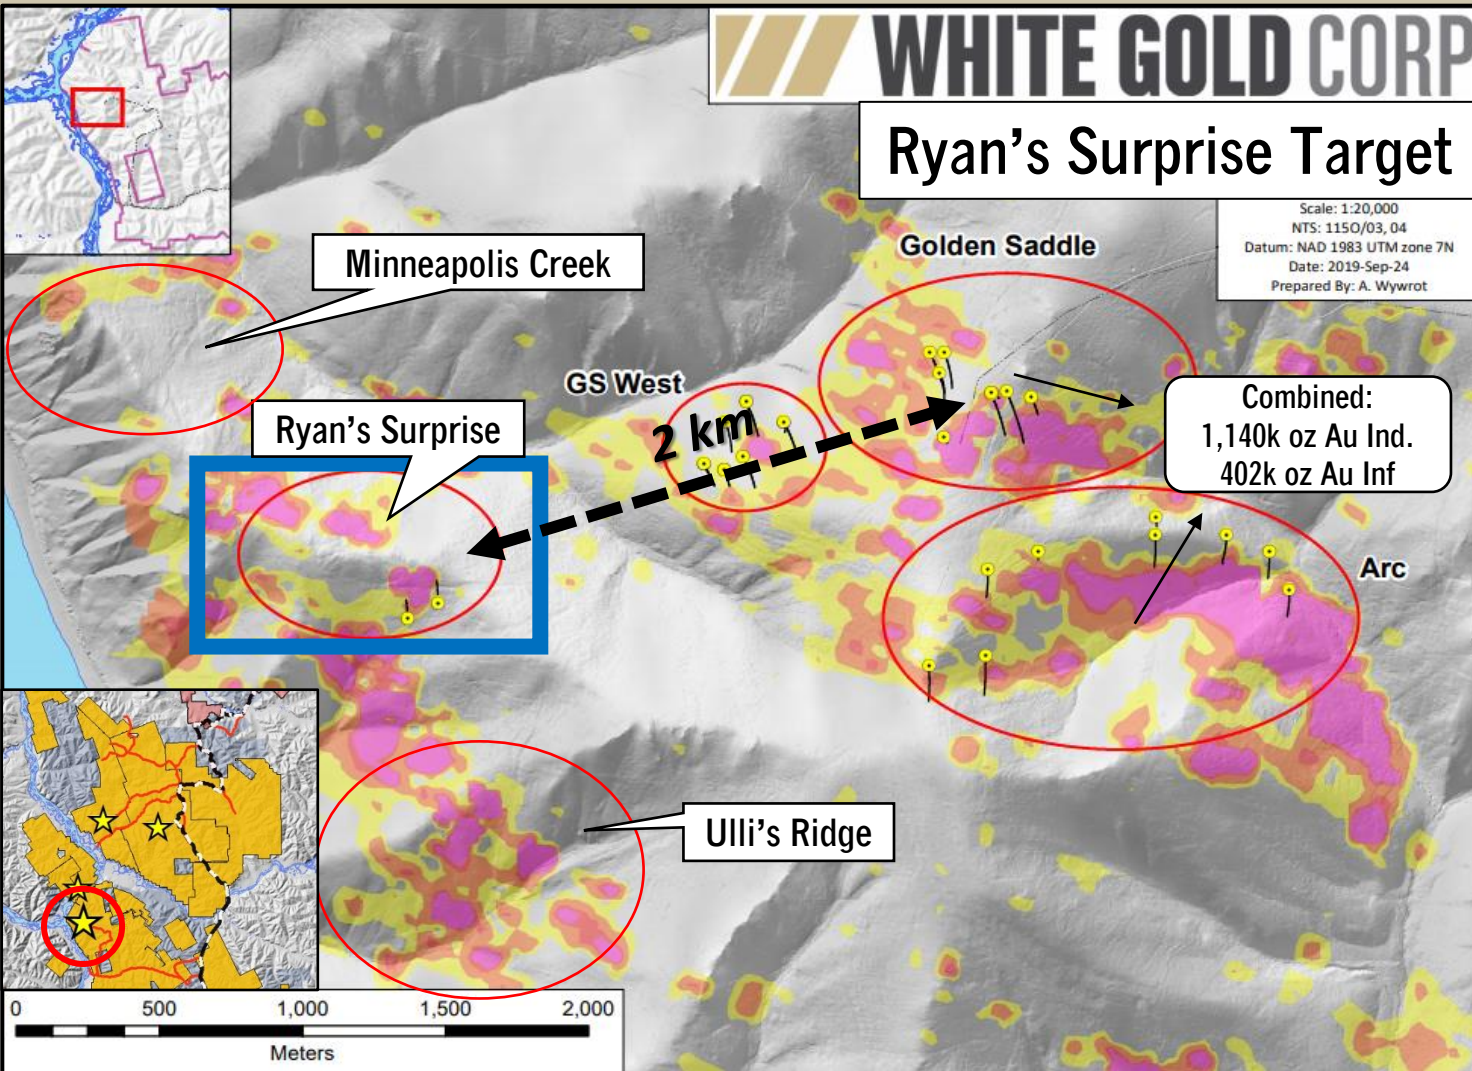 WHITE GOLD CORP
Ryan's Surprise Target
Scale: 1:20,000
NTS: 115O/03, 04
Datum: NAD 1983 UTM zone 7N
Date: 2019-Sep-24
Prepared By: A. Wywrot
Minneapolis Creek
Golden Saddle
GS West
2 km
Combined:
1,140k oz Au Ind.
402k oz Au Inf
Ryan's Surprise
Arc
Ulli's Ridge
0 500 1,000 1,500 2,000
Meters